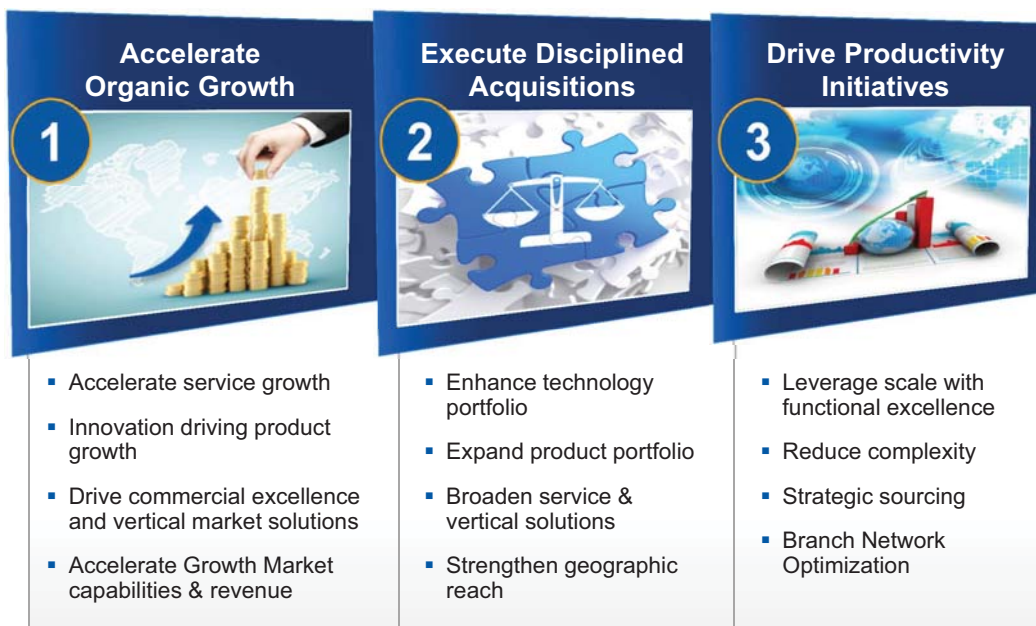 Accelerate
Organic Growth
1
Execute Disciplined
Acquisitions
2
Drive Productivity
Initiatives
3
▪ Accelerate service growth
▪ Innovation driving product
growth
▪ Drive commercial excellence
and vertical market solutions
▪ Accelerate Growth Market
capabilities & revenue
▪ Enhance technology
portfolio
▪ Expand product portfolio
▪ Broaden service &
vertical solutions
▪ Strengthen geographic
reach
▪ Leverage scale with
functional excellence
▪ Reduce complexity
▪ Strategic sourcing
▪ Branch Network
Optimization